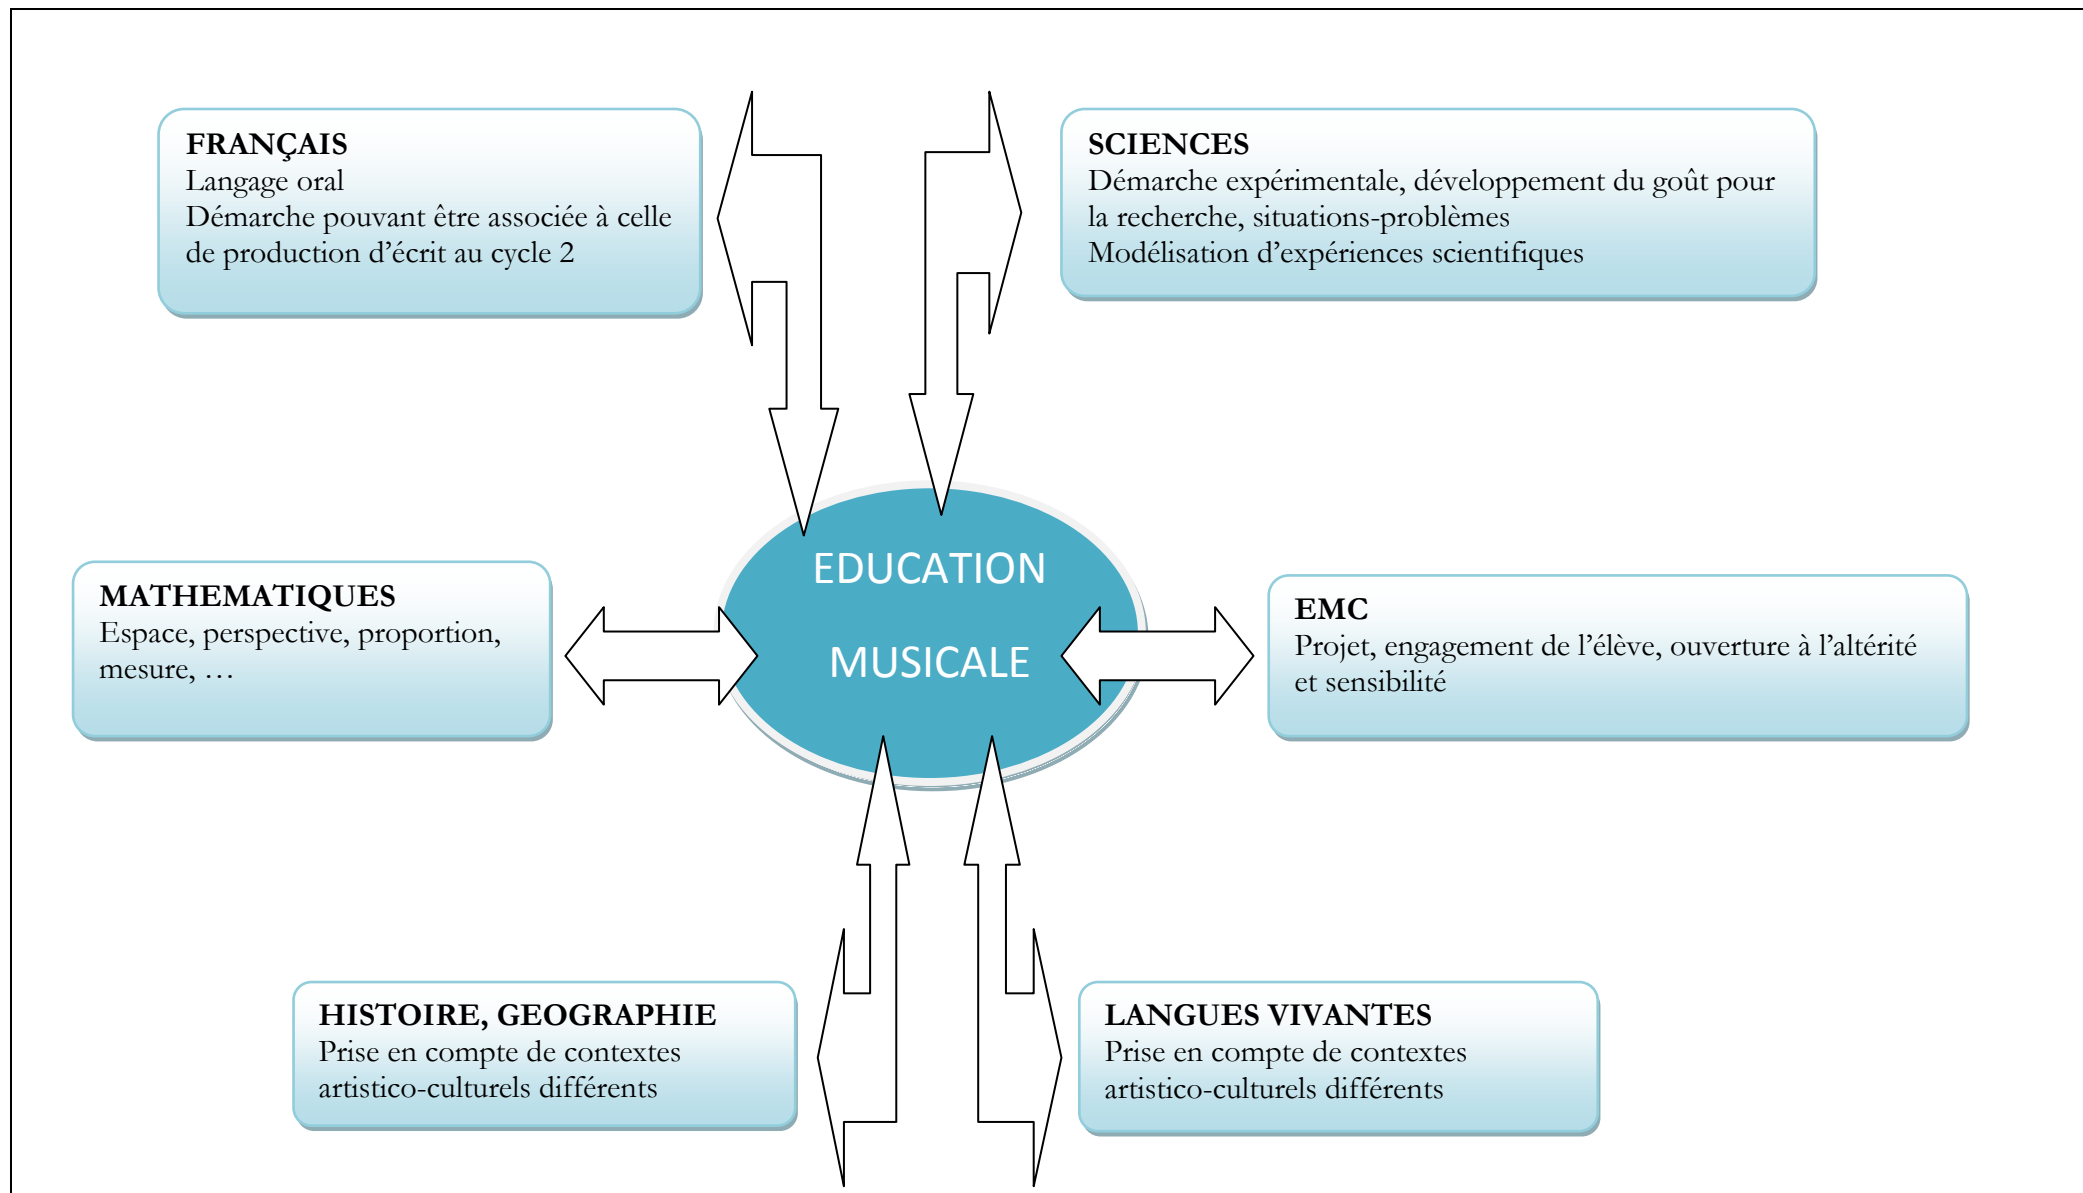 FRANÇAIS
Langage oral
Démarche pouvant être associée à celle
de production d’écrit au cycle 2
SCIENCES
Démarche expérimentale, développement du goût pour
la recherche, situations-problèmes
Modélisation d’expériences scientifiques
EDUCATION
MUSICALE
MATHEMATIQUES
Espace, perspective, proportion,
mesure, …
EMC
Projet, engagement de l’élève, ouverture à l’altérité
et sensibilité
HISTOIRE, GEOGRAPHIE
Prise en compte de contextes
artistico-culturels différents
LANGUES VIVANTES
Prise en compte de contextes
artistico-culturels différents